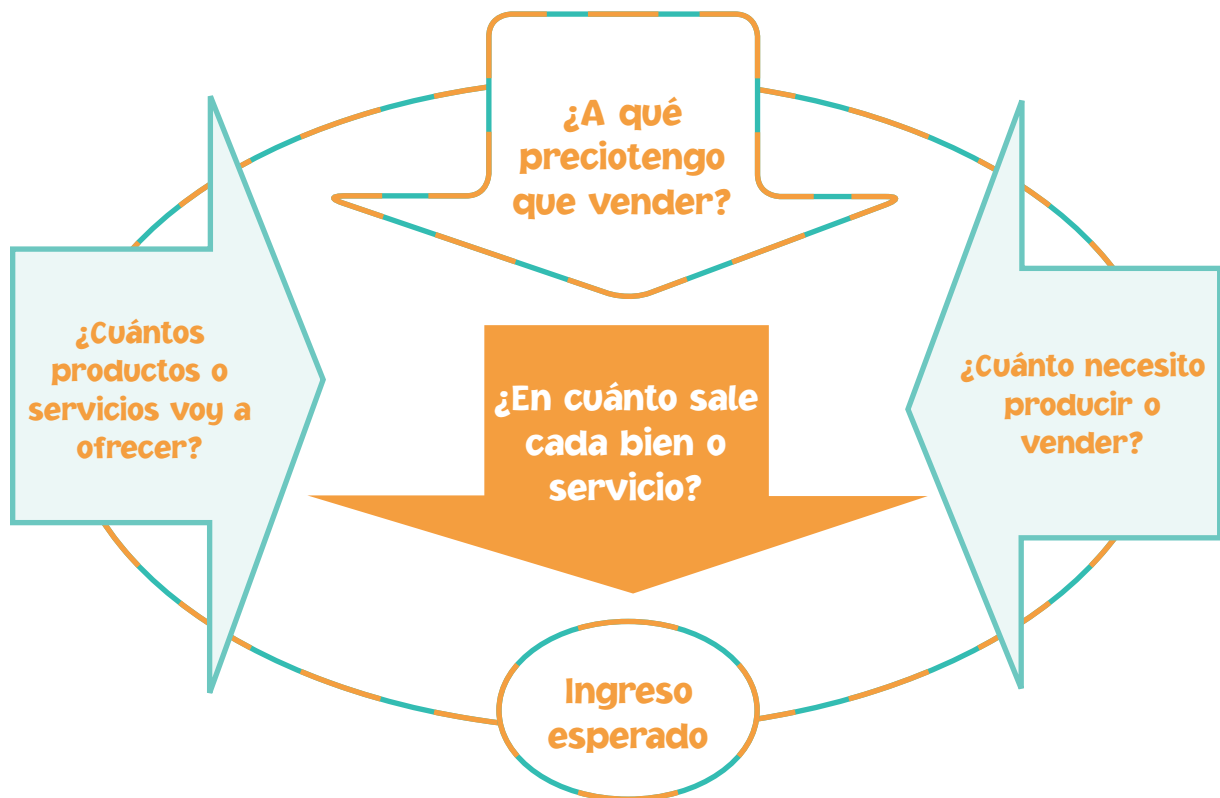 ¿A qué
preciotengo
que vender?
¿Cuántos
productos o
servicios voy a
ofrecer?
¿En cuánto sale
cada bien o
servicio?
¿Cuánto necesito
producir o
vender?
Ingreso
esperado